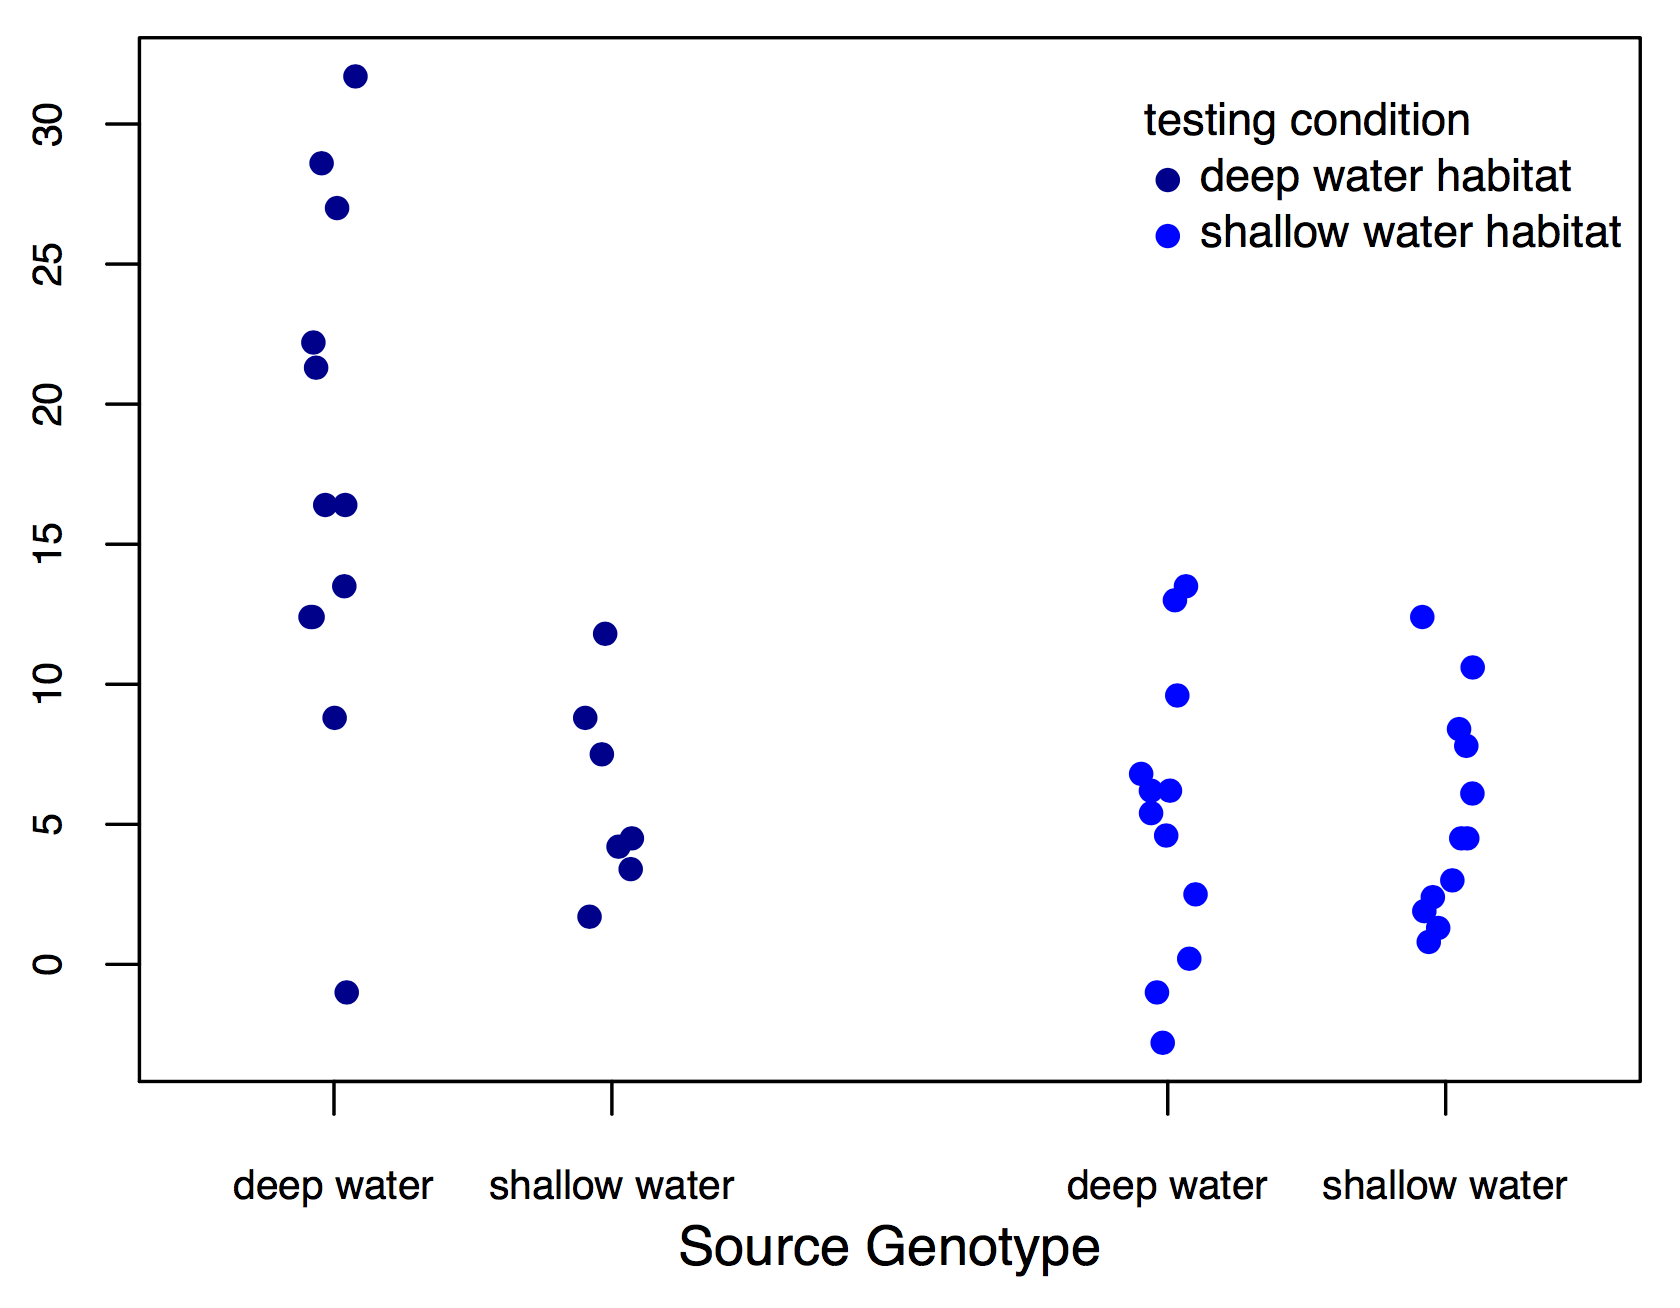 testing condition
deep water habitat
shallow water habitat
30
25
20
15
10
5
0
deep water shallow water deep water shallow water
Source Genotype